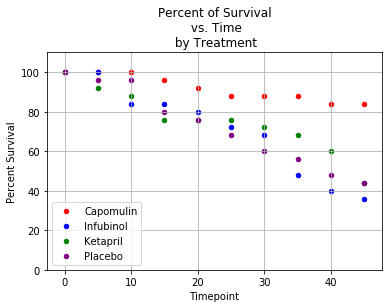 Percent of Survival
vs. Time
by Treatment
100
80
60
40
20
0
Percent Survival
Capomulin
Infubinol
Ketapril
Placebo
0 10 20 30 40
Timepoint